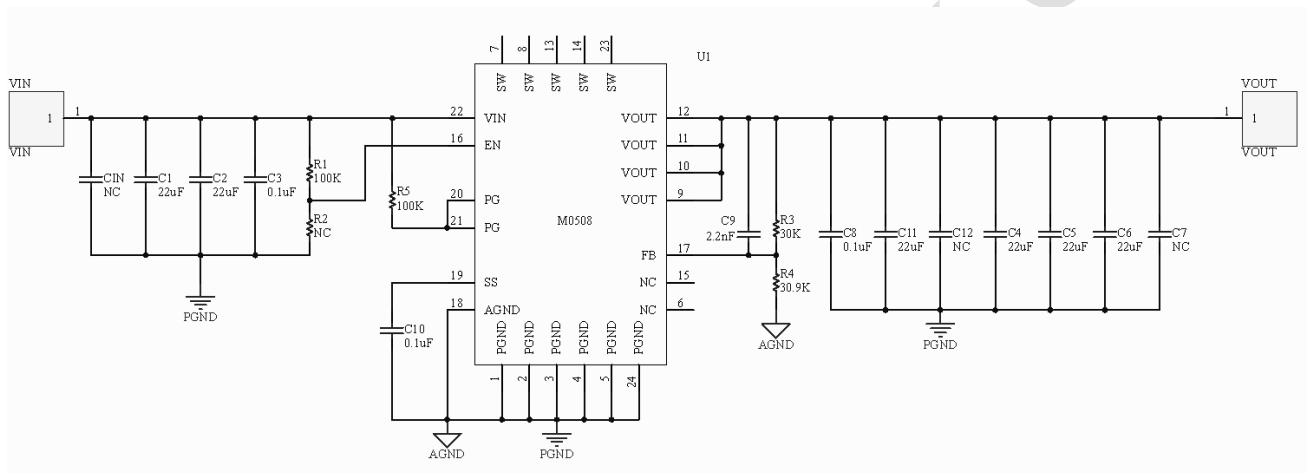 7 8 13 14 23
U1
SW SW SW SW SW
VIN
1
VIN
1
22 VIN
16 EN
20 PG
21 PG
19 SS
18 AGND
M0508
VOUT 12
VOUT 11
VOUT 10
VOUT 9
FB 17
NC 15
NC 6
PGND PGND PGND PGND PGND PGND
1 2 3 4 5 24
CIN
NC
C1
22uF
C2
22uF
C3
0.1uF
R1
100K
R2
NC
R5
100K
PGND
C10
0.1uF
AGND
PGND
C9
2.2nF
R3
30K
R4
30.9K
AGND
C8
0.1uF
C11
22uF
C12
NC
C4
22uF
C5
22uF
C6
22uF
C7
NC
PGND
1
VOUT
1
VOUT